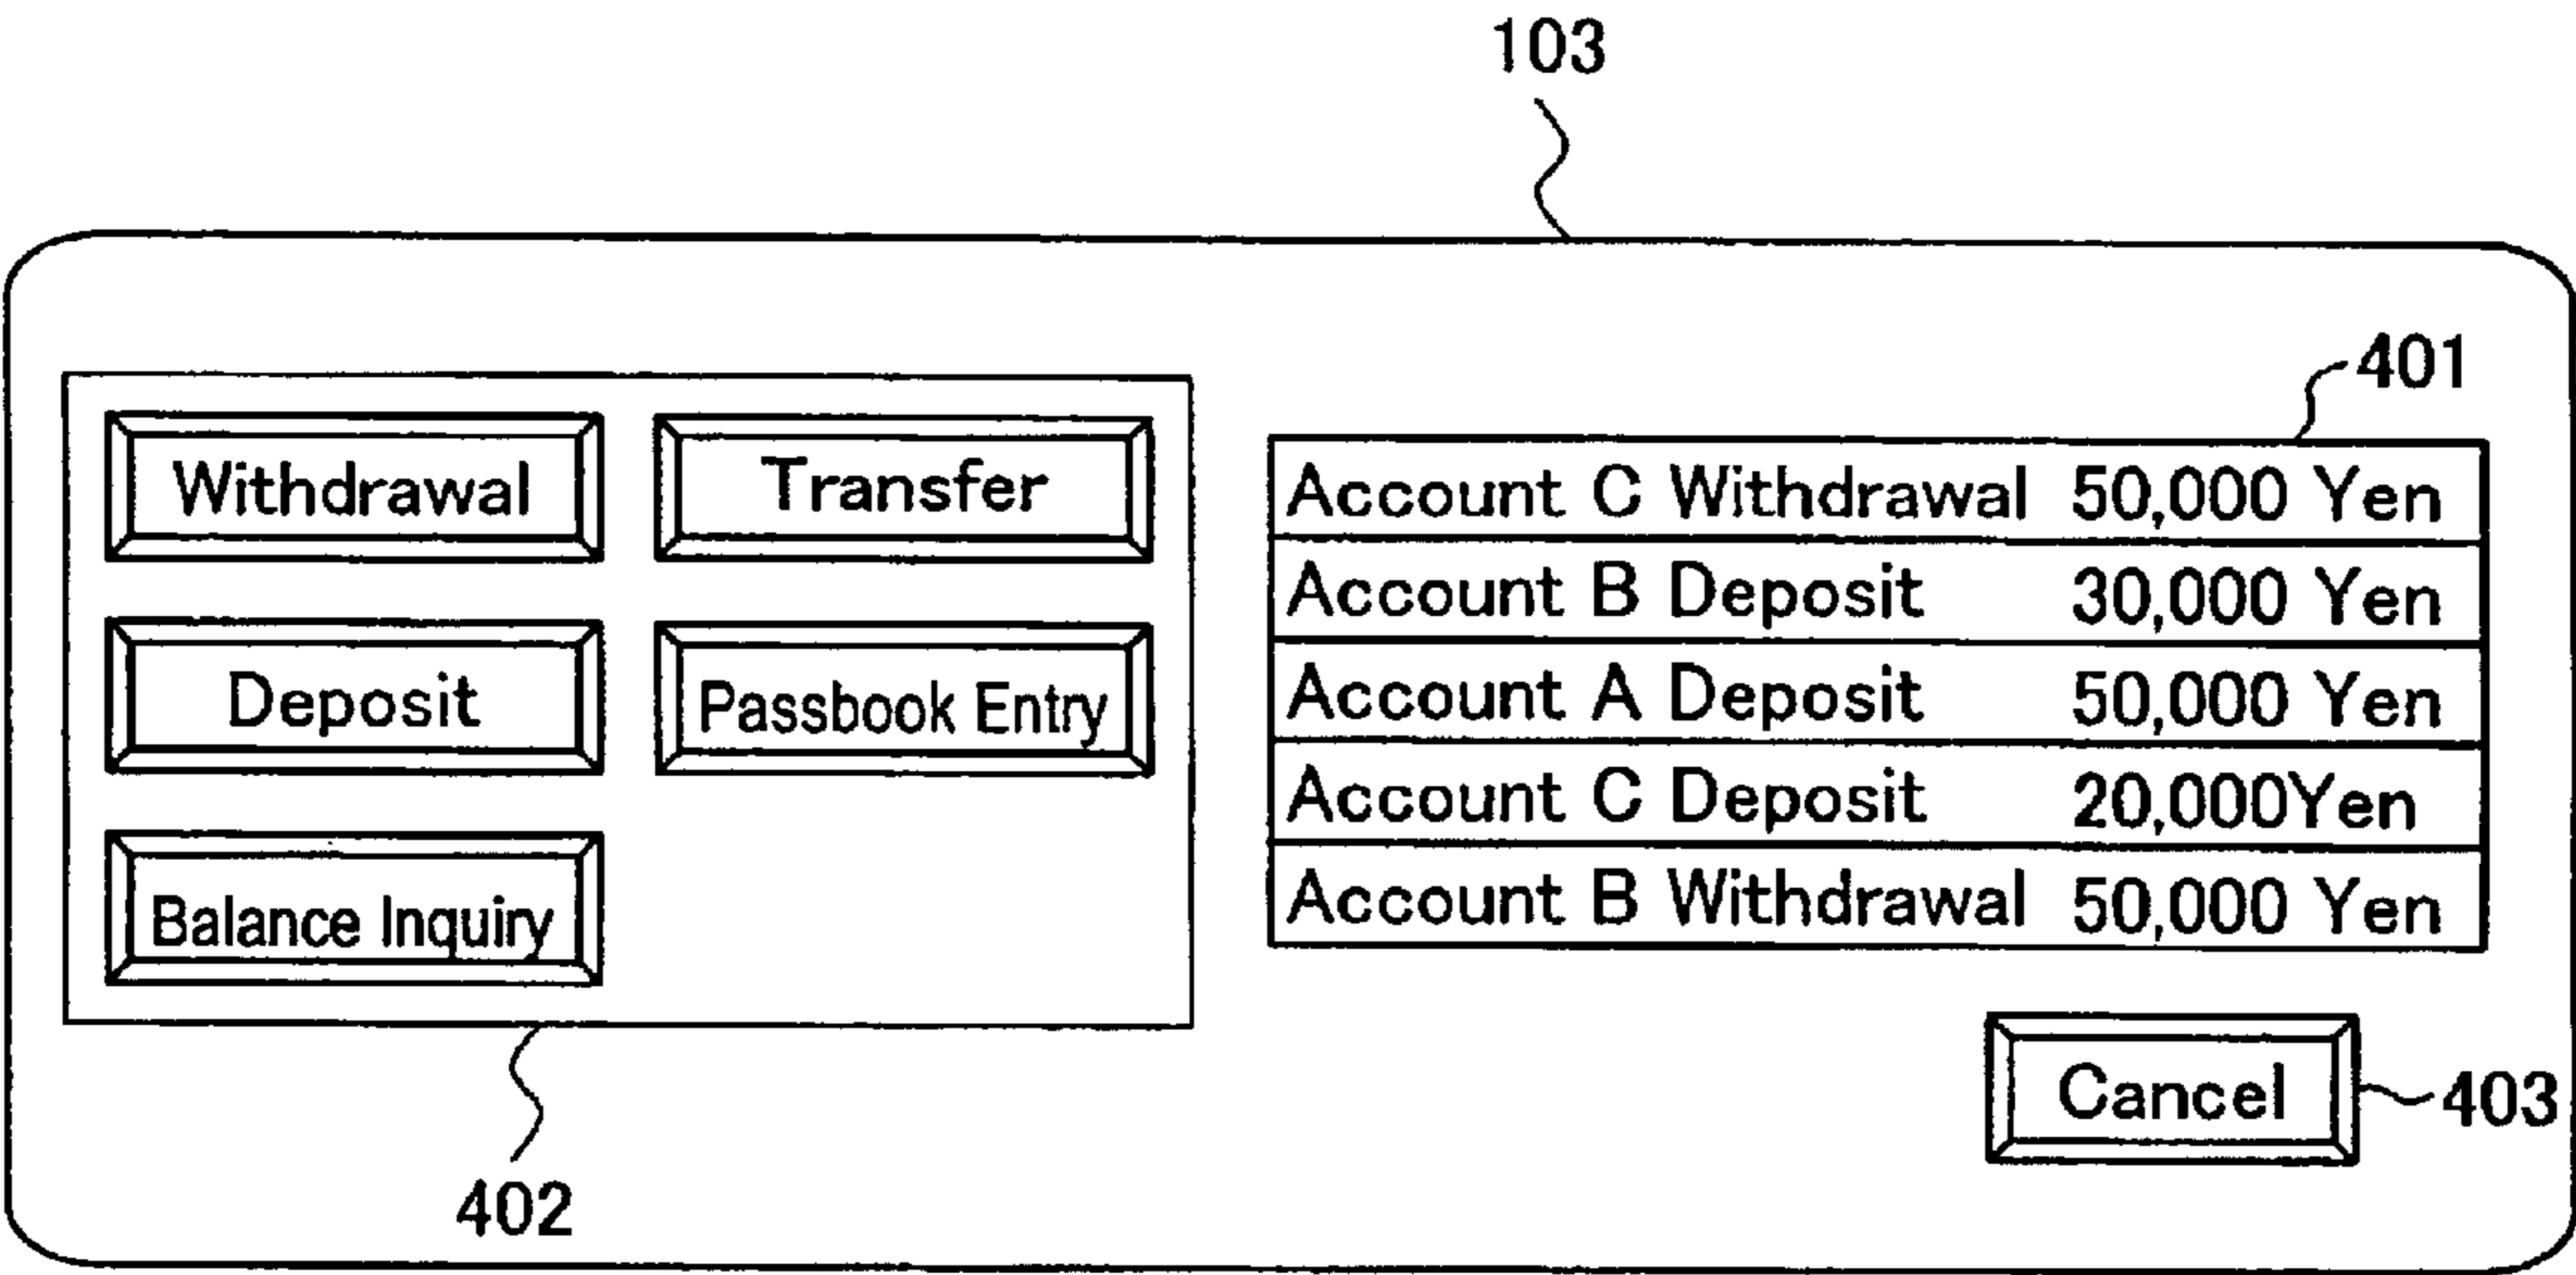 103
401
Withdrawal Transfer
Deposit Passbook Entry
Balance Inquiry
Account C Withdrawal 50,000 Yen
Account B Deposit 30,000 Yen
Account A Deposit 50,000 Yen
Account C Deposit 20,000Yen
Account B Withdrawal 50,000 Yen
Cancel
403
402